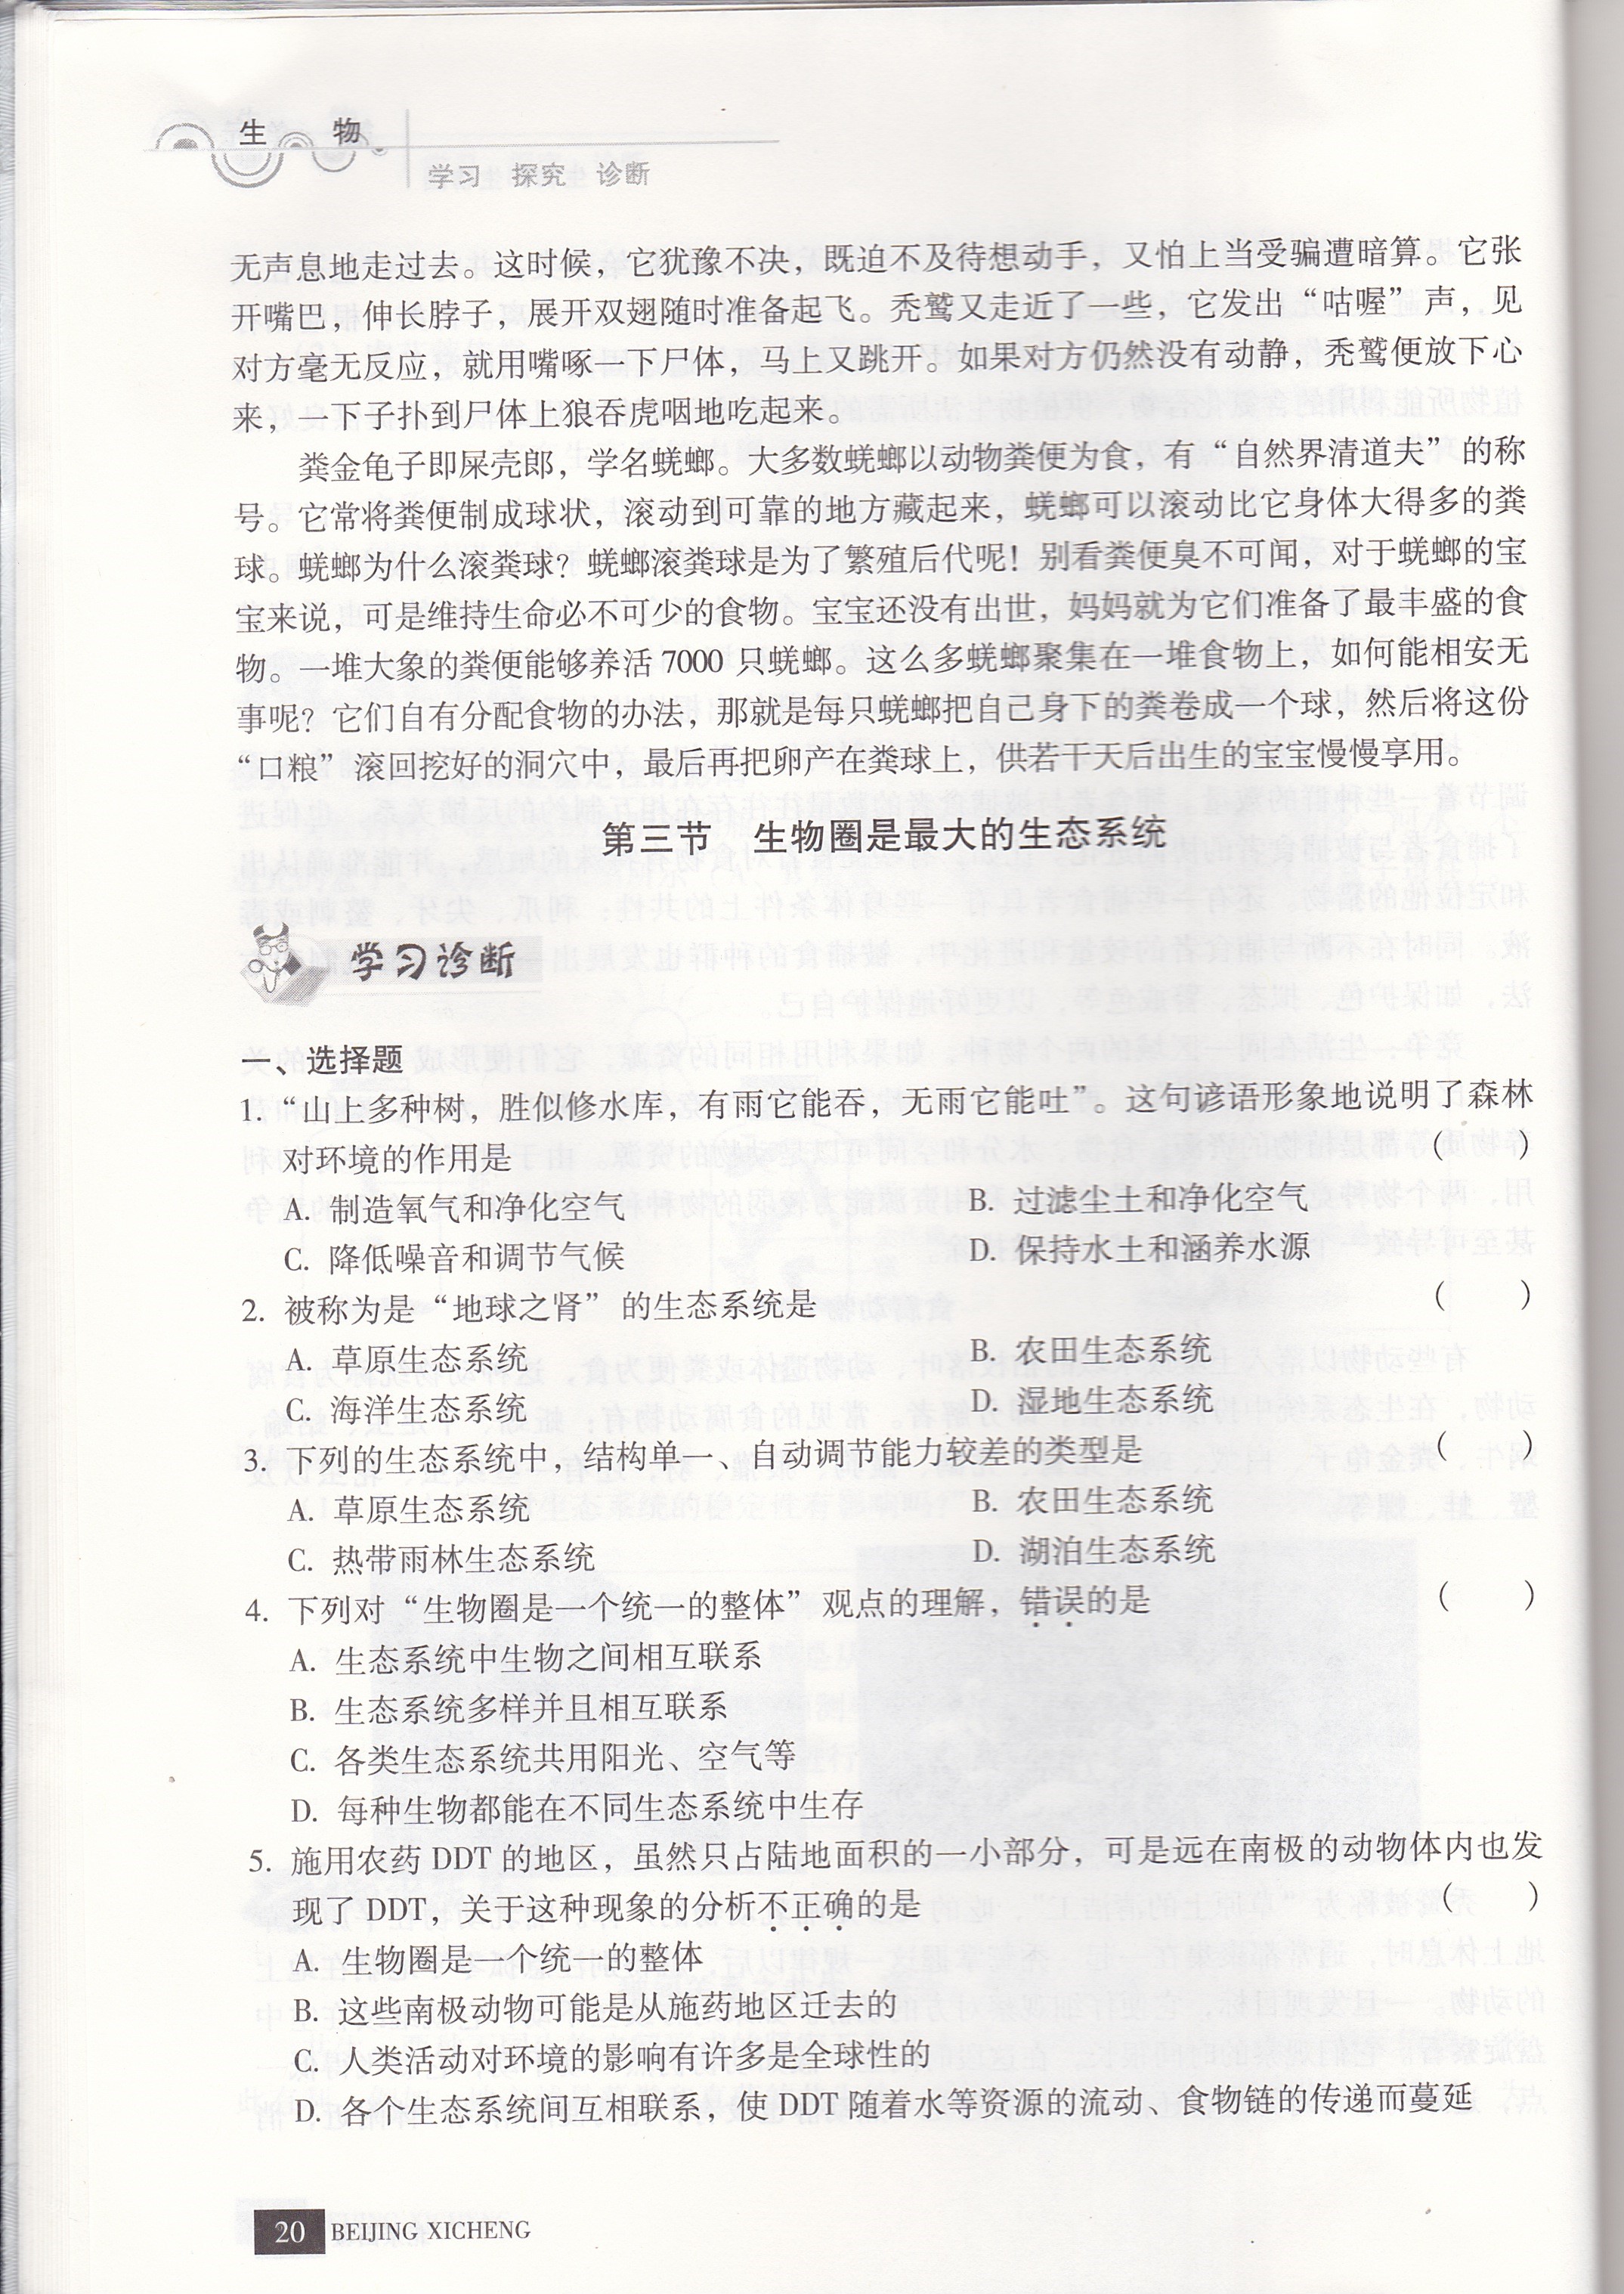 生 物
学习 探究 诊断
无声息地走过去。这时候，它犹豫不决，既迫不及待想动手，又怕上当受骗遭暗算。它张
开嘴巴，伸长脖子，展开双翅随时准备起飞。秃鹫又走近了一些，它发出“咕喔”声，见
对方毫无反应，就用嘴啄一下尸体，马上又跳开。如果对方仍然没有动静，秃鹫便放下心
来，一下子扑到尸体上狼吞虎咽地吃起来。
粪金龟子即屎壳郎，学名蜣螂。大多数蜣螂以动物粪便为食，有“自然界清道夫”的称
号。它常将粪便制成球状，滚动到可靠的地方藏起来，蜣螂可以滚动比它身体大得多的粪
球。蜣螂为什么滚粪球？蜣螂滚粪球是为了繁殖后代呢！别看粪便臭不可闻，对于蜣螂的宝
宝来说，可是维持生命必不可少的食物。宝宝还没有出世，妈妈就为它们准备了最丰盛的食
物。一堆大象的粪便能够养活 7000 只蜣螂。这么多蜣螂聚集在一堆食物上，如何能相安无
事呢？它们自有分配食物的办法，那就是每只蜣螂把自己身下的粪卷成一个球，然后将这份
“口粮”滚回挖好的洞穴中，最后再把卵产在粪球上，供若干天后出生的宝宝慢慢享用。
第三节 生物圈是最大的生态系统
学习诊断
一、选择题
1. “山上多种树，胜似修水库，有雨它能吞，无雨它能吐”。这句谚语形象地说明了森林
对环境的作用是 （ ）
A. 制造氧气和净化空气 B. 过滤尘土和净化空气
C. 降低噪音和调节气候 D. 保持水土和涵养水源
2. 被称为是“地球之肾”的生态系统是 （ ）
A. 草原生态系统 B. 农田生态系统
C. 海洋生态系统 D. 湿地生态系统
3. 下列的生态系统中，结构单一、自动调节能力较差的类型是 （ ）
A. 草原生态系统 B. 农田生态系统
C. 热带雨林生态系统 D. 湖泊生态系统
4. 下列对“生物圈是一个统一的整体”观点的理解，错误的是 （ ）
A. 生态系统中生物之间相互联系
B. 生态系统多样并且相互联系
C. 各类生态系统共用阳光、空气等
D. 每种生物都能在不同生态系统中生存
5. 施用农药 DDT 的地区，虽然只占陆地面积的一小部分，可是远在南极的动物体内也发
现了 DDT，关于这种现象的分析不正确的是 （ ）
A. 生物圈是一个统一的整体
B. 这些南极动物可能是从施药地区迁去的
C. 人类活动对环境的影响有许多是全球性的
D. 各个生态系统间互相联系，使 DDT 随着水等资源的流动、食物链的传递而蔓延
20 BEIJING XICHENG